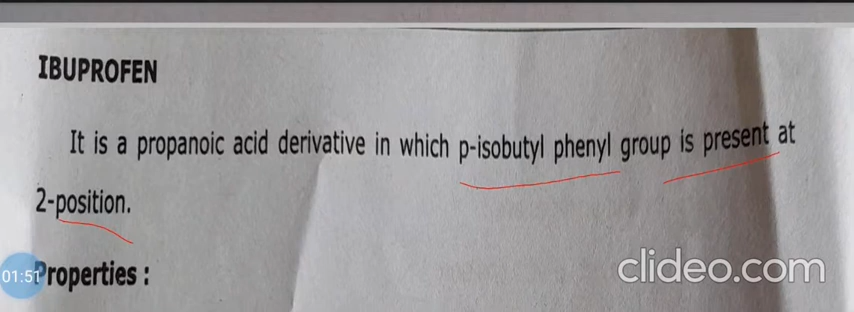 IBUPROFEN
It is a propanoic acid derivative in which p-isobutyl phenyl group is present at
2-position.
01:51
Properties :
clideo.com